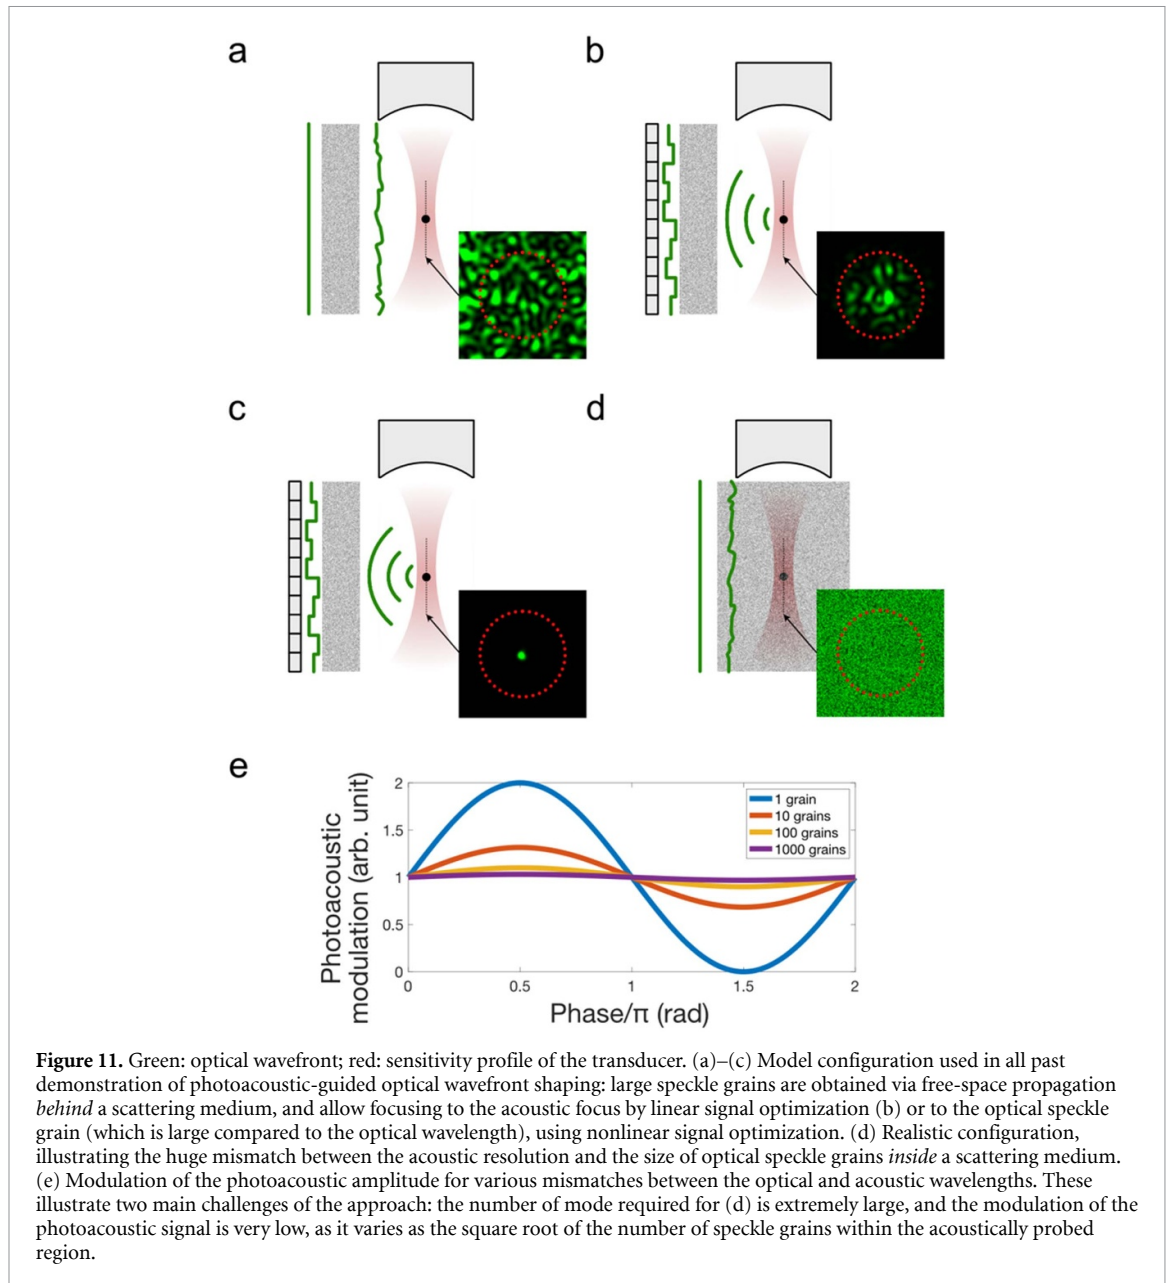 a
b
c
d
e
Photoacoustic
modulation (arb. unit)
2
1.5
1
0.5
0
1 grain
10 grains
100 grains
1000 grains
0
0.5
1
1.5
2
Phase/π (rad)
Figure 11. Green: optical wavefront; red: sensitivity profile of the transducer. (a)–(c) Model configuration used in all past
demonstration of photoacoustic-guided optical wavefront shaping: large speckle grains are obtained via free-space propagation
behind a scattering medium, and allow focusing to the acoustic focus by linear signal optimization (b) or to the optical speckle
grain (which is large compared to the optical wavelength), using nonlinear signal optimization. (d) Realistic configuration,
illustrating the huge mismatch between the acoustic resolution and the size of optical speckle grains inside a scattering medium.
(e) Modulation of the photoacoustic amplitude for various mismatches between the optical and acoustic wavelengths. These
illustrate two main challenges of the approach: the number of mode required for (d) is extremely large, and the modulation of the
photoacoustic signal is very low, as it varies as the square root of the number of speckle grains within the acoustically probed
region.